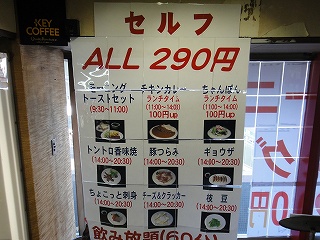 KEY
COFFEE
セルフ
ALL 290円
モーニング
トーストセット
(9:30~11:00)
チキンカレー
ランチタイム
(11:00~14:00)
100円up
ちゃんぽん
ランチタイム
(11:00~14:00)
100円up
トントロ香味焼
(14:00~20:30)
豚つらみ
(14:00~20:30)
ギョウザ
(14:00~20:30)
ちょこっと刺身
(14:00~20:30)
チーズ&クラッカー
(14:00~20:30)
枝豆
(14:00~20:30)
飲み放題(60分